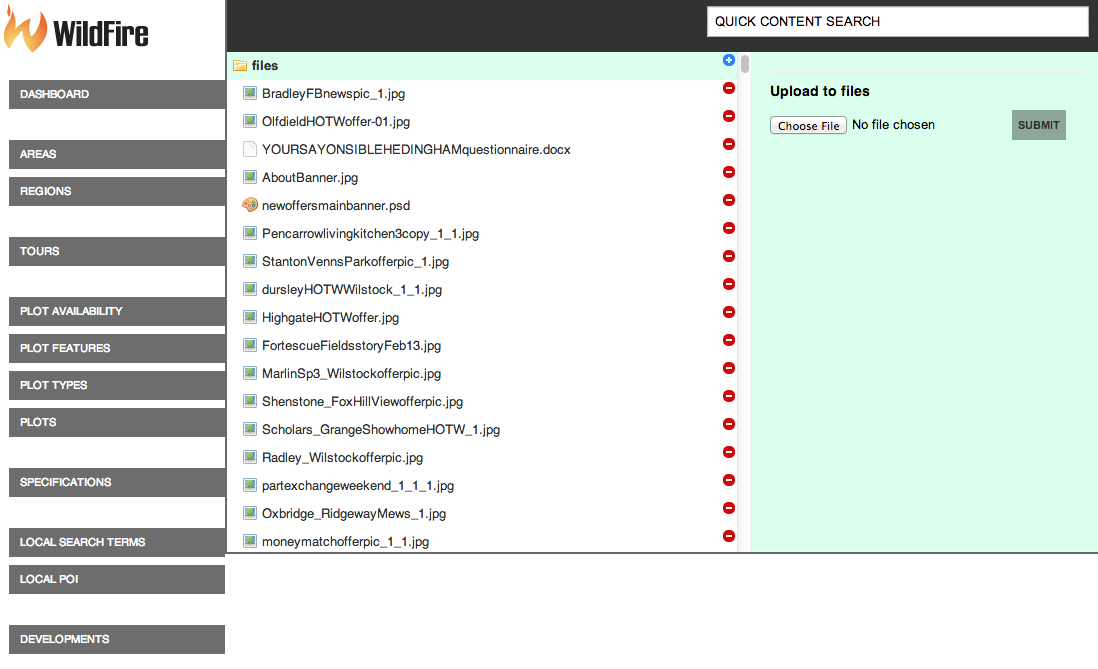 WildFire
QUICK CONTENT SEARCH
DASHBOARD
AREAS
REGIONS
TOURS
PLOT AVAILABILITY
PLOT FEATURES
PLOT TYPES
PLOTS
SPECIFICATIONS
LOCAL SEARCH TERMS
LOCAL POI
DEVELOPMENTS
files
BradleyFBnewspic_1.jpg
OlfdieldHOTWoffer-01.jpg
YOURSAYONSIBLEHEDINGHAMquestionnaire.docx
AboutBanner.jpg
newoffersmainbanner.psd
Pencarrowlivingkitchen3copy_1_1.jpg
StantonVennsParkofferpic_1.jpg
dursleyHOTWWilstock_1_1.jpg
HighgateHOTWoffer.jpg
FortescueFieldsstoryFeb13.jpg
MarlinSp3_Wilstockofferpic.jpg
Shenstone_FoxHillViewofferpic.jpg
Scholars_GrangeShowhomeHOTW_1.jpg
Radley_Wilstockofferpic.jpg
partexchangeweekend_1_1_1.jpg
Oxbridge_RidgewayMews_1.jpg
moneymatchofferpic_1_1.jpg
Upload to files
Choose File No file chosen
SUBMIT